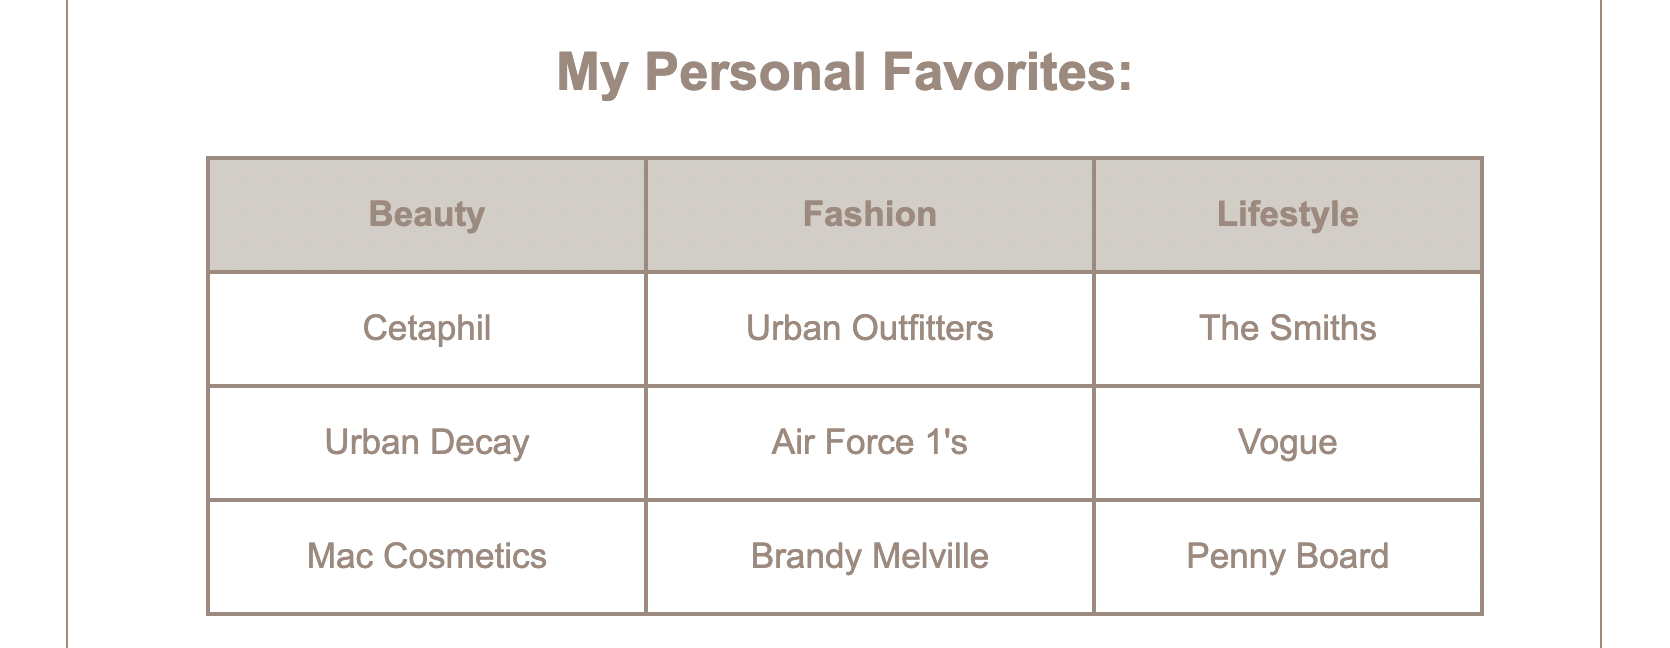 My Personal Favorites:
Beauty Fashion Lifestyle
Cetaphil Urban Outfitters The Smiths
Urban Decay Air Force 1's Vogue
Mac Cosmetics Brandy Melville Penny Board